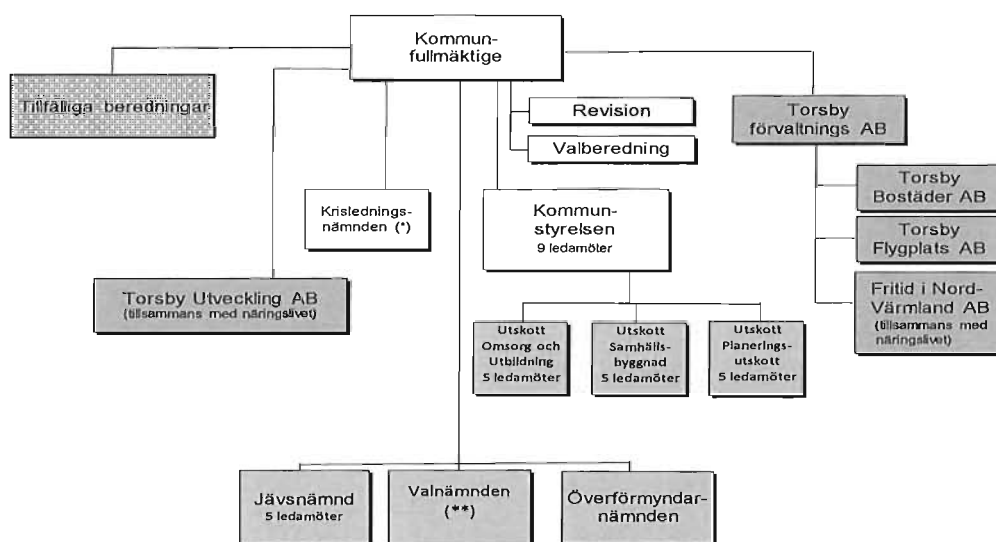 Kommun-
fullmäktige
Tillfälliga beredningar
Revision
Valberedning
Torsby
förvaltnings AB
Krislednings-
nämnden (*)
Kommun-
styrelsen
9 ledamöter
Torsby
Bostäder AB
Torsby
Flygplats AB
Fritid i Nord-
Värmland AB
(tillsammans med
näringslivet)
Torsby Utveckling AB
(tillsammans med näringslivet)
Utskott
Omsorg och
Utbildning
5 ledamöter
Utskott
Samhälls-
byggnad
5 ledamöter
Utskott
Planerings-
utskott
5 ledamöter
Jävsnämnd
5 ledamöter
Valnämnden
(**)
Överförmyndar-
nämnden